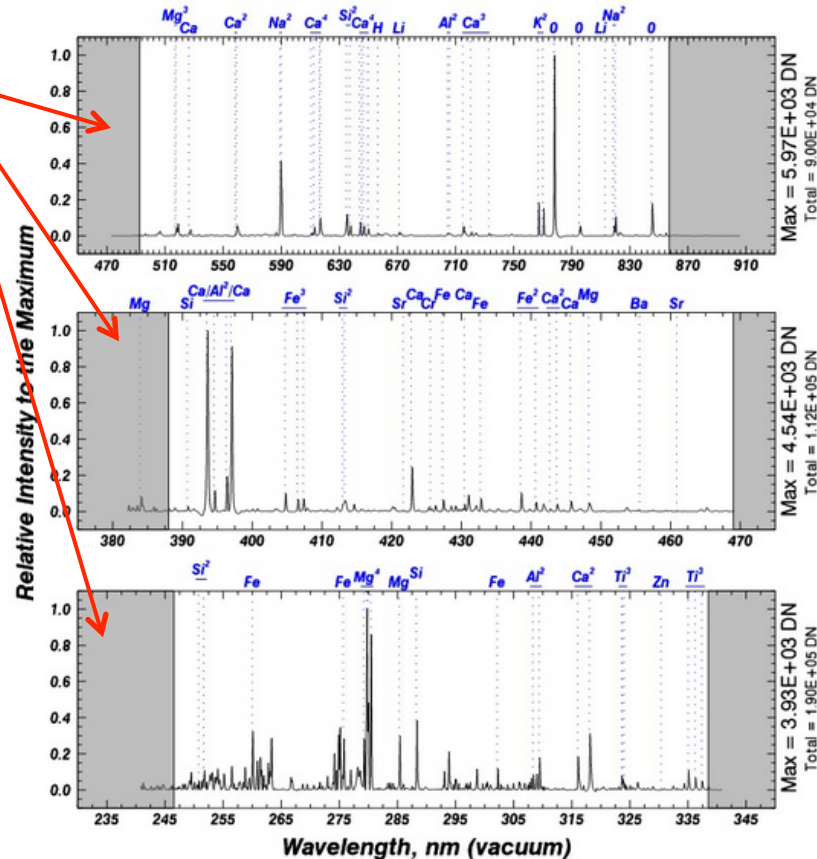 Mg³ Ca Ca² Na² Ca⁴ Si² Ca⁴ H Li Al² Ca³ K² O O Li Na² O
1.0
0.8
0.6
0.4
0.2
0.0
470 510 550 590 630 670 710 750 790 830 870 910
Max = 5.97E+03 DN
Total = 9.00E+04 DN
Relative Intensity to the Maximum
Mg Si Ca/Al²/Ca Fe³ Si² Sr Ca Cr Fe Ca Fe Fe² Ca² Ca Mg Ba Sr
1.0
0.8
0.6
0.4
0.2
0.0
380 390 400 410 420 430 440 450 460 470
Max = 4.54E+03 DN
Total = 1.12E+05 DN
Si² Fe Fe Mg⁴ Mg Si Fe Al² Ca² Ti³ Zn Ti³
1.0
0.8
0.6
0.4
0.2
0.0
235 245 255 265 275 285 295 305 315 325 335 345
Max = 3.93E+03 DN
Total = 1.90E+05 DN
Wavelength, nm (vacuum)